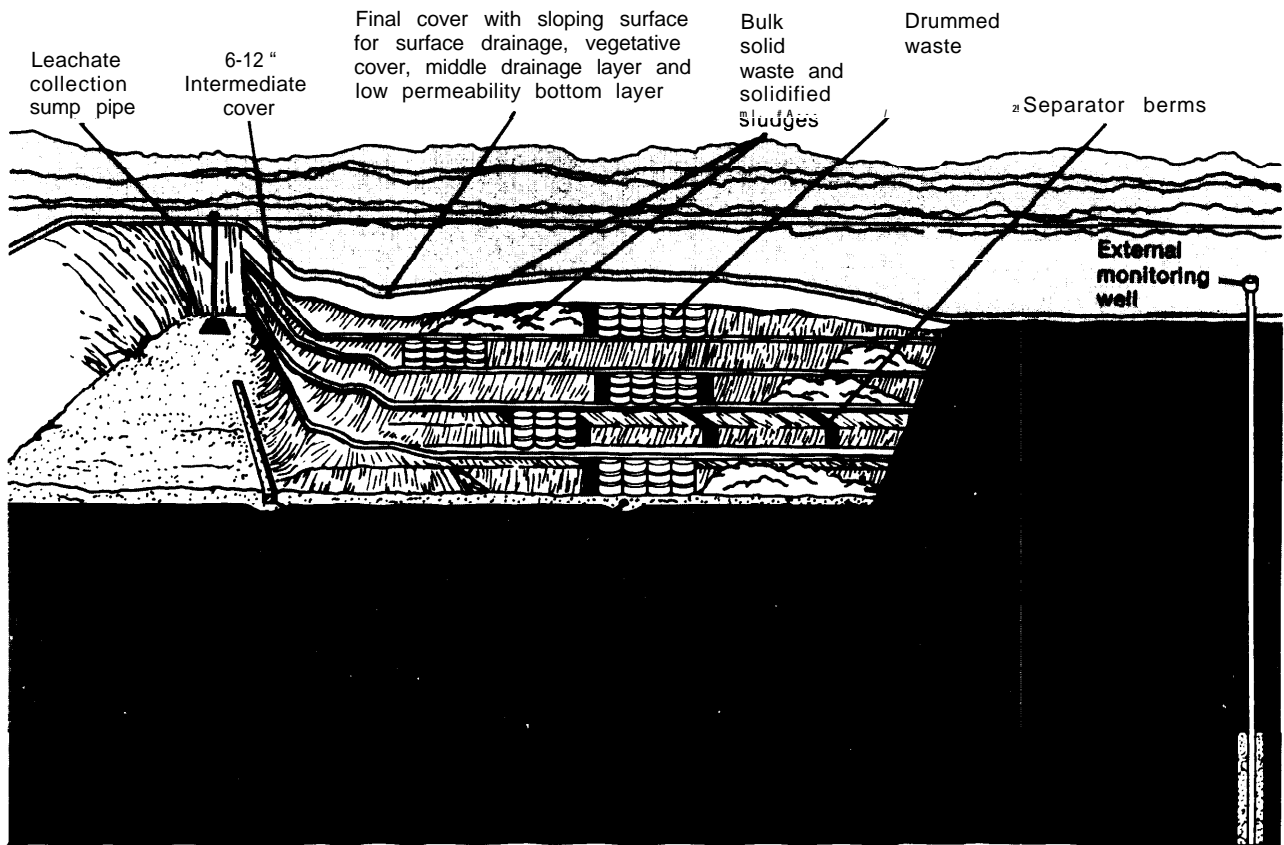 Leachate
collection
sump pipe
6-12 “
Intermediate
cover
Final cover with sloping surface
for surface drainage, vegetative
cover, middle drainage layer and
low permeability bottom layer
Bulk
solid
waste and
solidified
sludges
Drummed
waste
Separator berms
External
monitoring
well